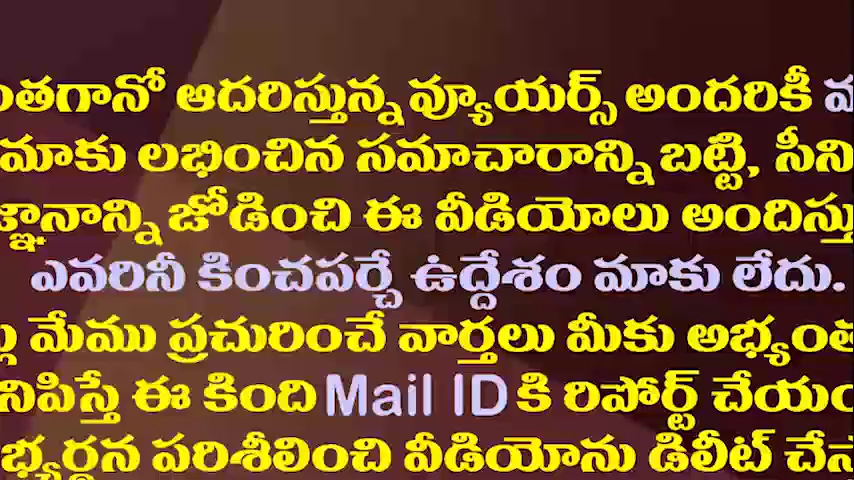 ంతగానో ఆదరిస్తున్న వ్యూయర్స్ అందరికీ
మాకు లభించిన సమాచారాన్ని బట్టి, సీని
జ్ఞానాన్ని జోడించి ఈ వీడియోలు అందిస్తు
ఎవరినీ కించపర్చే ఉద్దేశం మాకు లేదు.
మేము ప్రచురించే వార్తలు మీకు అభ్యంత
నిపిస్తే ఈ కింది Mail ID కి రిపోర్ట్ చేయం
భ్యర్థన పరిశీలించి వీడియోను డిలీట్ చేస